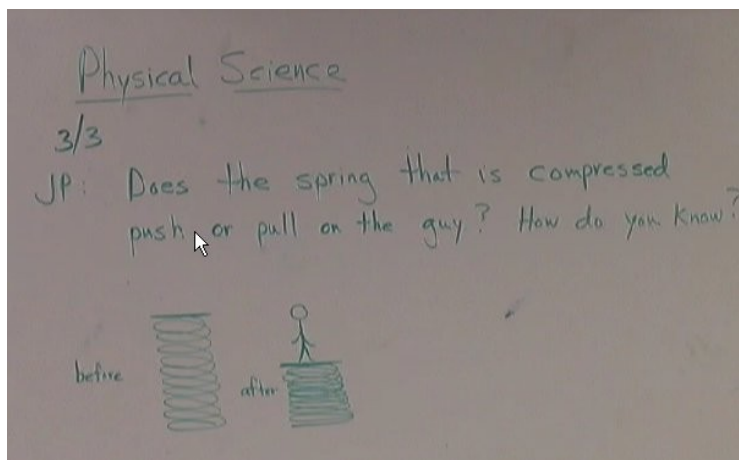 Physical Science
3/3
JP: Does the spring that is compressed
push or pull on the guy? How do you know?
before
after